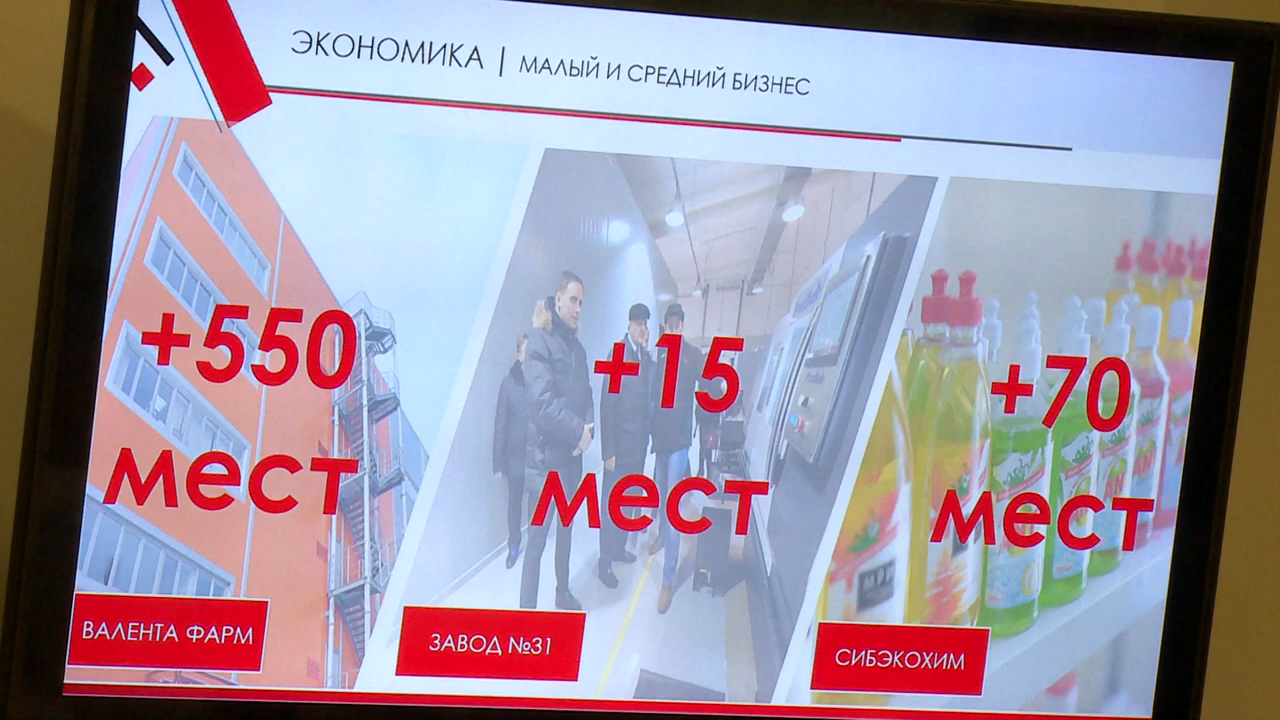 ЭКОНОМИКА | МАЛЫЙ И СРЕДНИЙ БИЗНЕС
+550
мест
ВАЛЕНТА ФАРМ
+15
мест
ЗАВОД №31
+70
мест
СИБЭКОХИМ